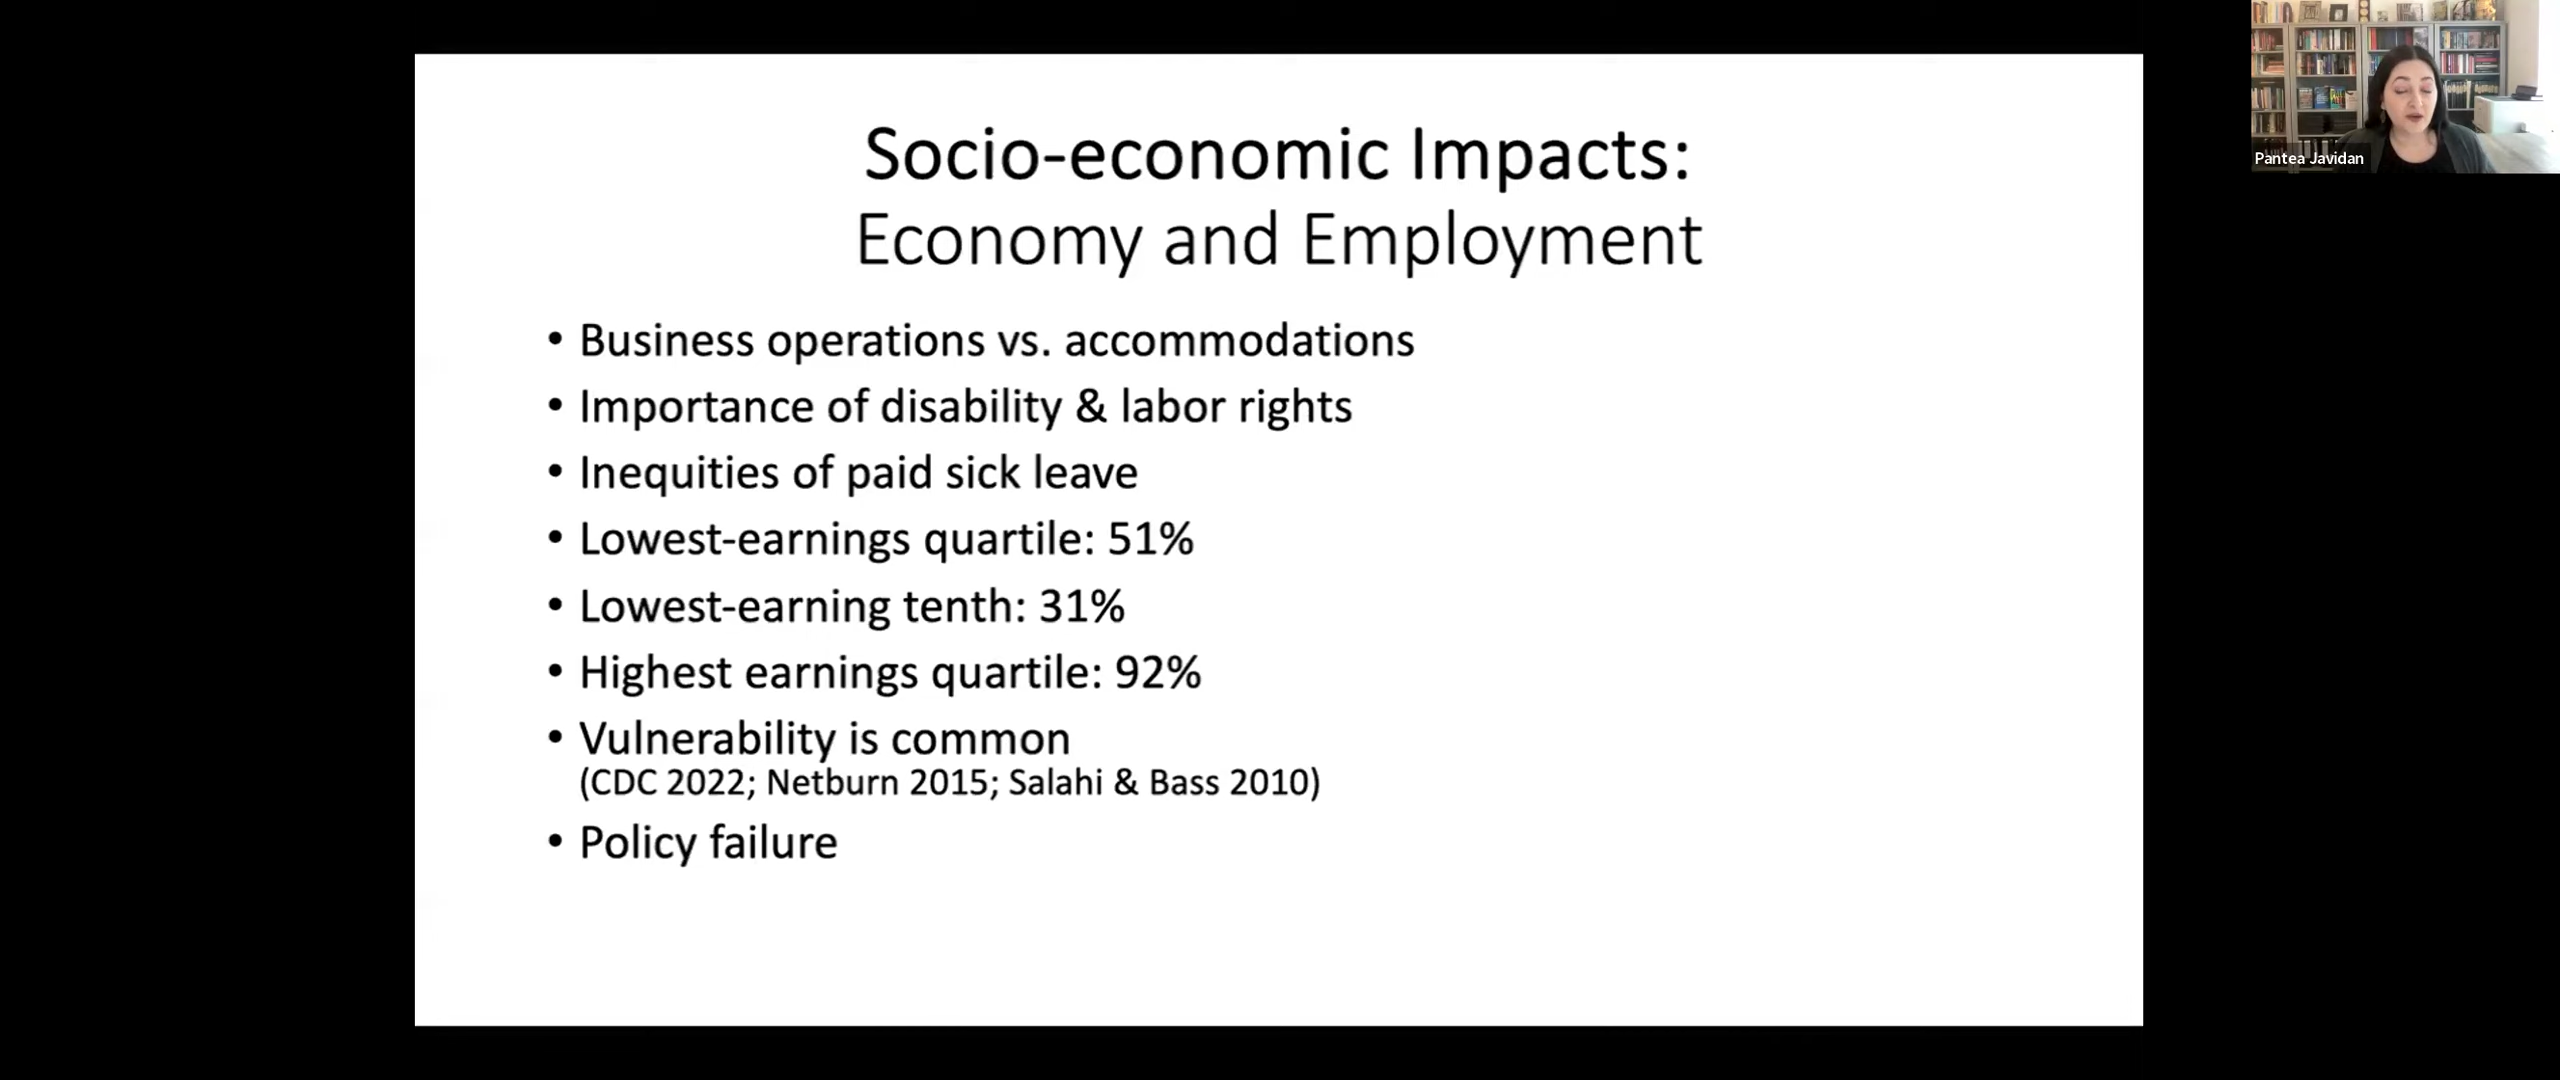 Socio-economic Impacts:
Economy and Employment
• Business operations vs. accommodations
• Importance of disability & labor rights
• Inequities of paid sick leave
• Lowest-earnings quartile: 51%
• Lowest-earning tenth: 31%
• Highest earnings quartile: 92%
• Vulnerability is common
(CDC 2022; Netburn 2015; Salahi & Bass 2010)
• Policy failure
Pantea Javidan